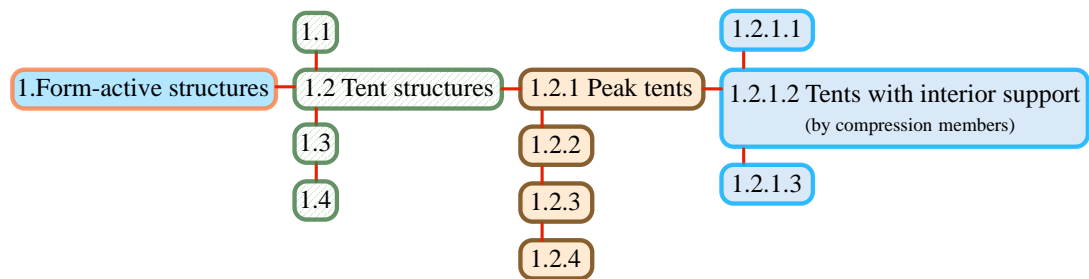 1.Form-active structures
1.1
1.2 Tent structures
1.3
1.4
1.2.1 Peak tents
1.2.2
1.2.3
1.2.4
1.2.1.1
1.2.1.2 Tents with interior support
(by compression members)
1.2.1.3